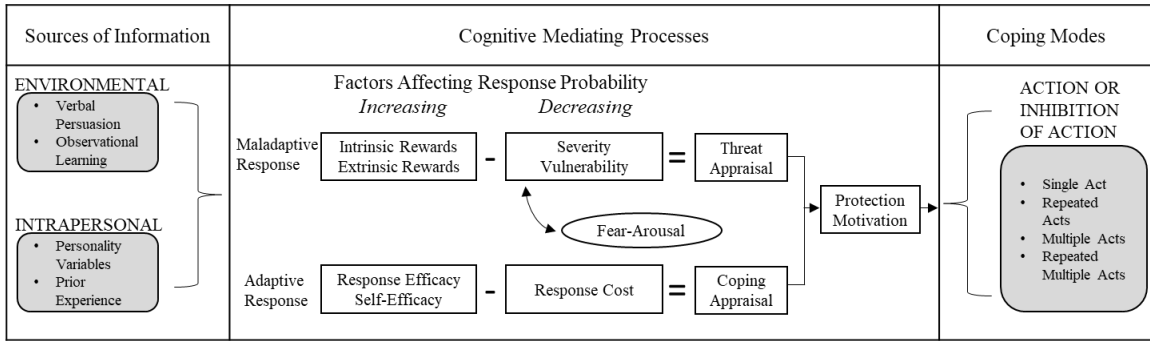 Sources of Information
Cognitive Mediating Processes
Coping Modes
ENVIRONMENTAL
• Verbal
Persuasion
• Observational
Learning
INTRAPERSONAL
• Personality
Variables
• Prior
Experience
Factors Affecting Response Probability
Increasing
Decreasing
Maladaptive
Response
Intrinsic Rewards
Extrinsic Rewards
-
Severity
Vulnerability
=
Threat
Appraisal
Fear-Arousal
Adaptive
Response
Response Efficacy
Self-Efficacy
-
Response Cost
=
Coping
Appraisal
Protection
Motivation
ACTION OR
INHIBITION
OF ACTION
• Single Act
• Repeated
Acts
• Multiple Acts
• Repeated
Multiple Acts